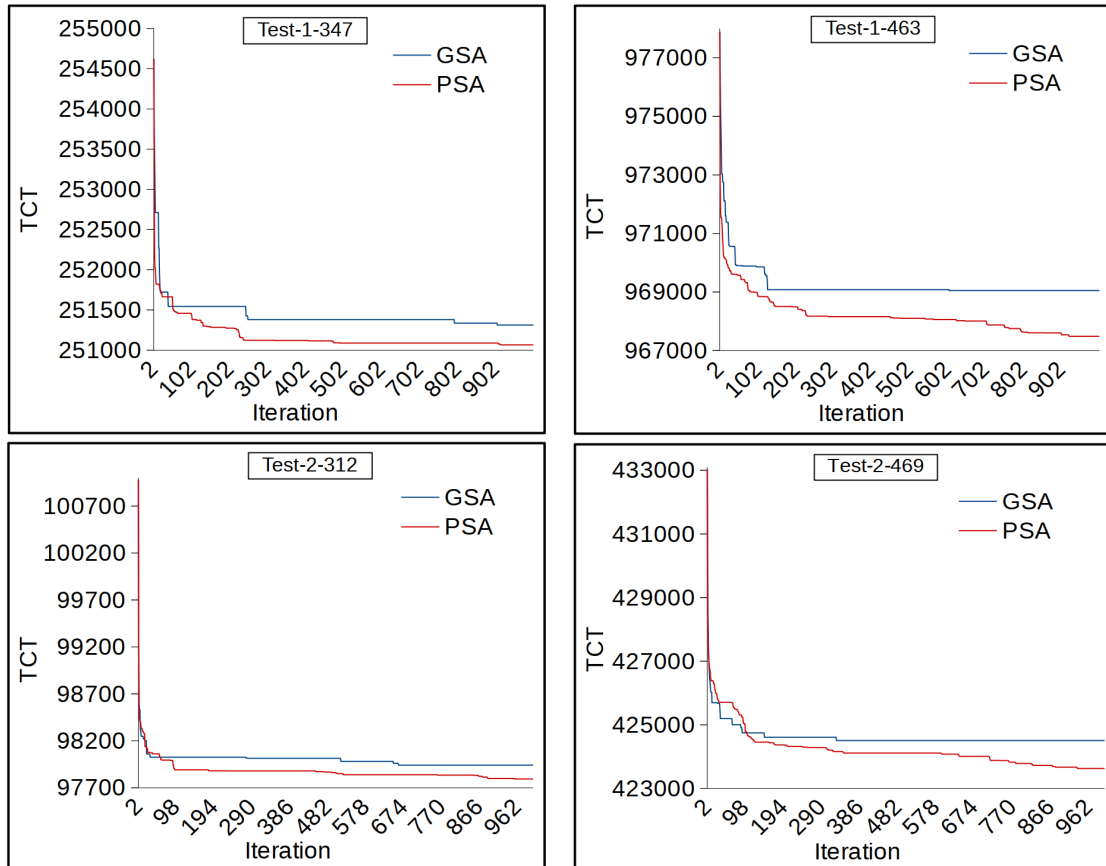 Test-1-347
GSA
PSA
255000
254500
254000
253500
253000
252500
252000
251500
251000
TCT
2 102 202 302 402 502 602 702 802 902
Iteration
Test-1-463
GSA
PSA
977000
975000
973000
971000
969000
967000
TCT
2 102 202 302 402 502 602 702 802 902
Iteration
Test-2-312
GSA
PSA
100700
100200
99700
99200
98700
98200
97700
TCT
2 98 194 290 386 482 578 674 770 866 962
Iteration
Test-2-469
GSA
PSA
433000
431000
429000
427000
425000
423000
TCT
2 98 194 290 386 482 578 674 770 866 962
Iteration